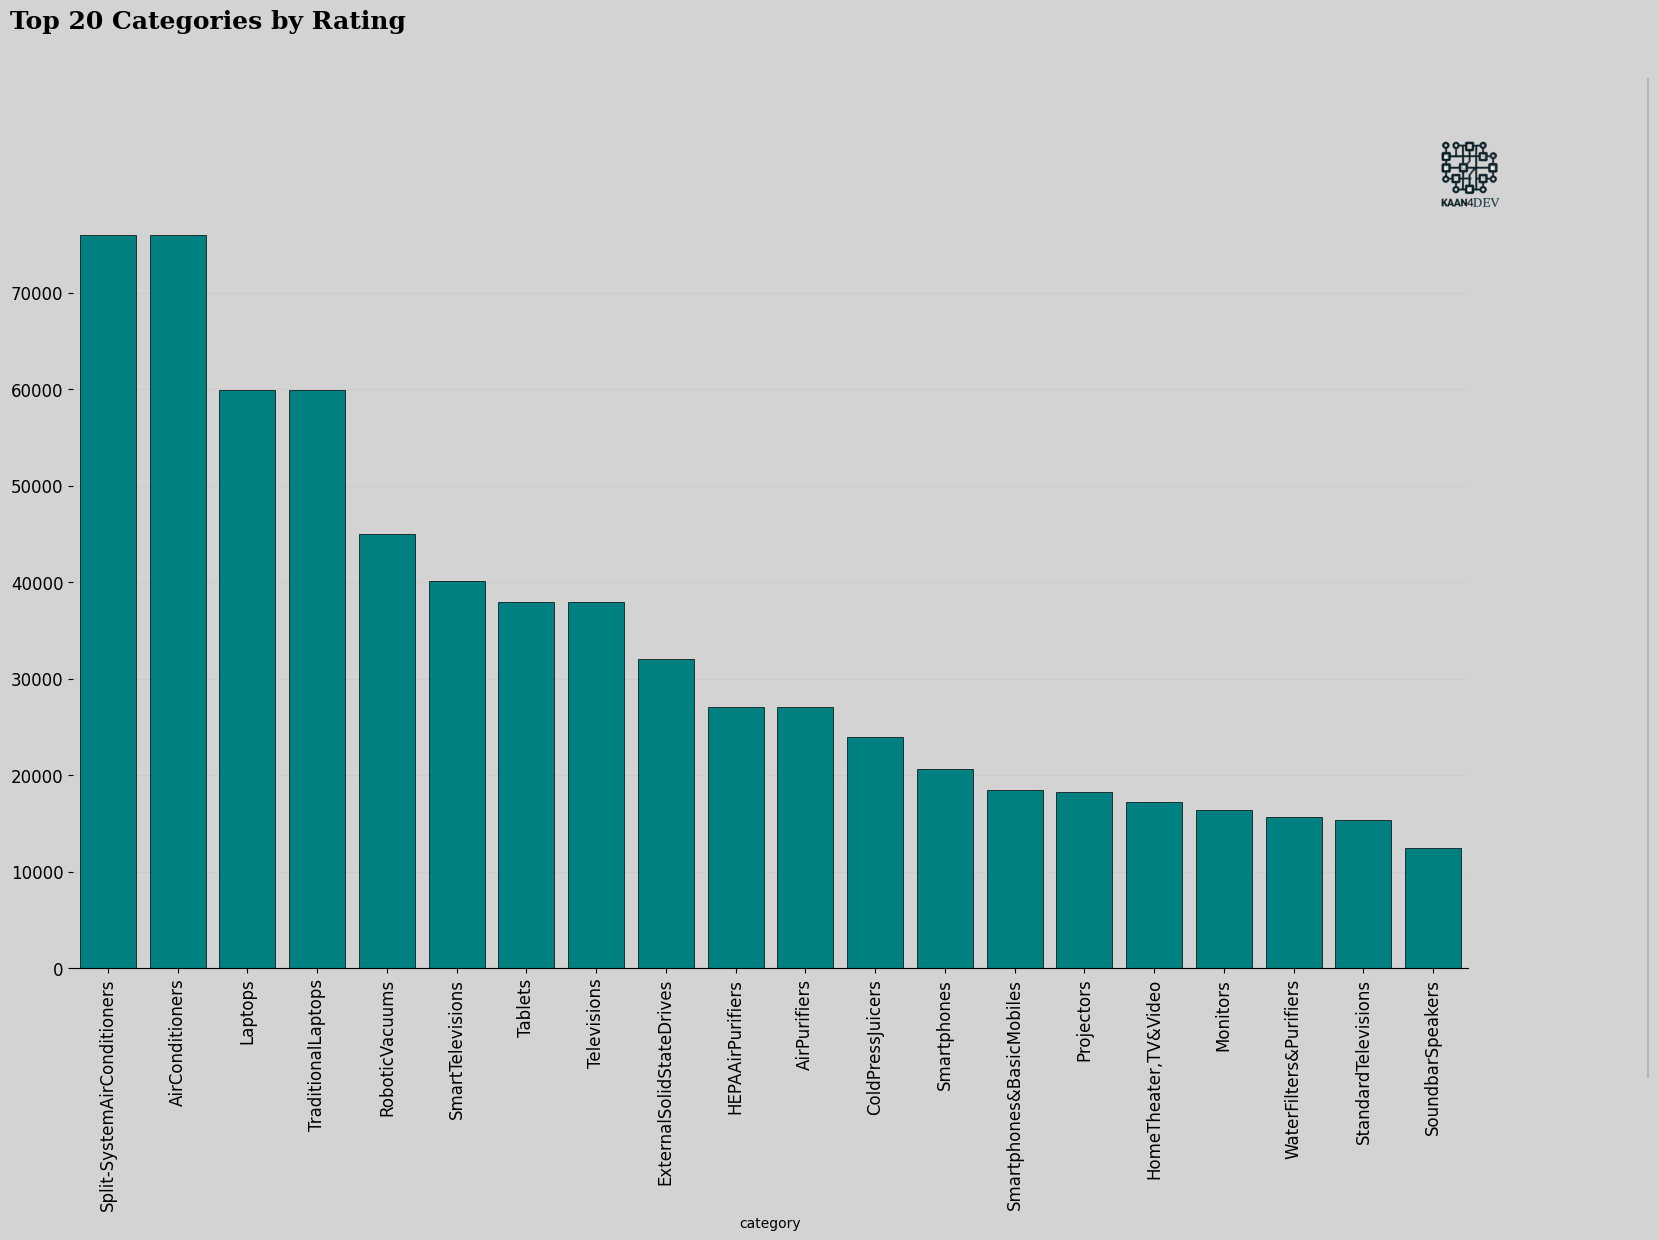 Top 20 Categories by Rating
KAAN4DEV
70000
60000
50000
40000
30000
20000
10000
0
Split-SystemAirConditioners
AirConditioners
Laptops
TraditionalLaptops
RoboticVacuums
SmartTelevisions
Tablets
Televisions
ExternalSolidStateDrives
HEPAAirPurifiers
AirPurifiers
ColdPressJuicers
Smartphones
Smartphones&BasicMobiles
Projectors
HomeTheater,TV&Video
Monitors
WaterFilters&Purifiers
StandardTelevisions
SoundbarSpeakers
category